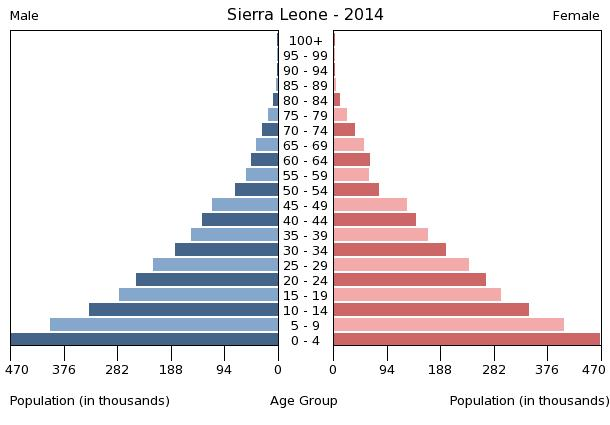 Sierra Leone - 2014
Male
Female
100+
95 - 99
90 - 94
85 - 89
80 - 84
75 - 79
70 - 74
65 - 69
60 - 64
55 - 59
50 - 54
45 - 49
40 - 44
35 - 39
30 - 34
25 - 29
20 - 24
15 - 19
10 - 14
5 - 9
0 - 4
470 376 282 188 94 0 0 94 188 282 376 470
Population (in thousands) Age Group Population (in thousands)